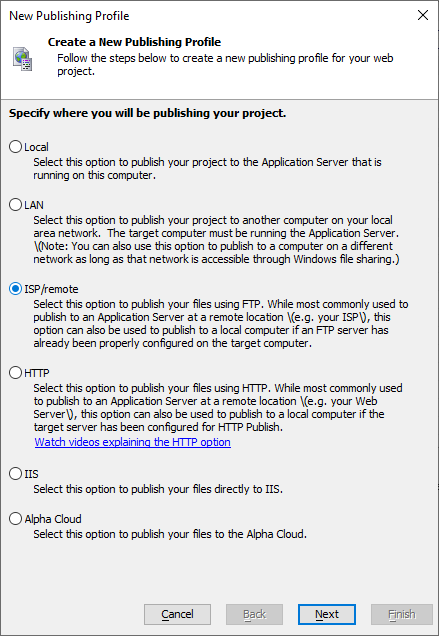 New Publishing Profile
Create a New Publishing Profile
Follow the steps below to create a new publishing profile for your web
project.
Specify where you will be publishing your project.
Local
Select this option to publish your project to the Application Server that is
running on this computer.
LAN
Select this option to publish your project to another computer on your local
area network.  The target computer must be running the Application Server.
\(Note: You can also use this option to publish to a computer on a different
network as long as that network is accessible through Windows file sharing.)
ISP/remote
Select this option to publish your files using FTP. While most commonly used to
publish to an Application Server at a remote location \(e.g. your ISP\), this
option can also be used to publish to a local computer if an FTP server has
already been properly configured on the target computer.
HTTP
Select this option to publish your files using HTTP. While most commonly used
to publish to an Application Server at a remote location \(e.g. your Web
Server\), this option can also be used to publish to a local computer if the
target server has been configured for HTTP Publish.
Watch videos explaining the HTTP option
IIS
Select this option to publish your files directly to IIS.
Alpha Cloud
Select this option to publish your files to the Alpha Cloud.
Cancel Back Next Finish